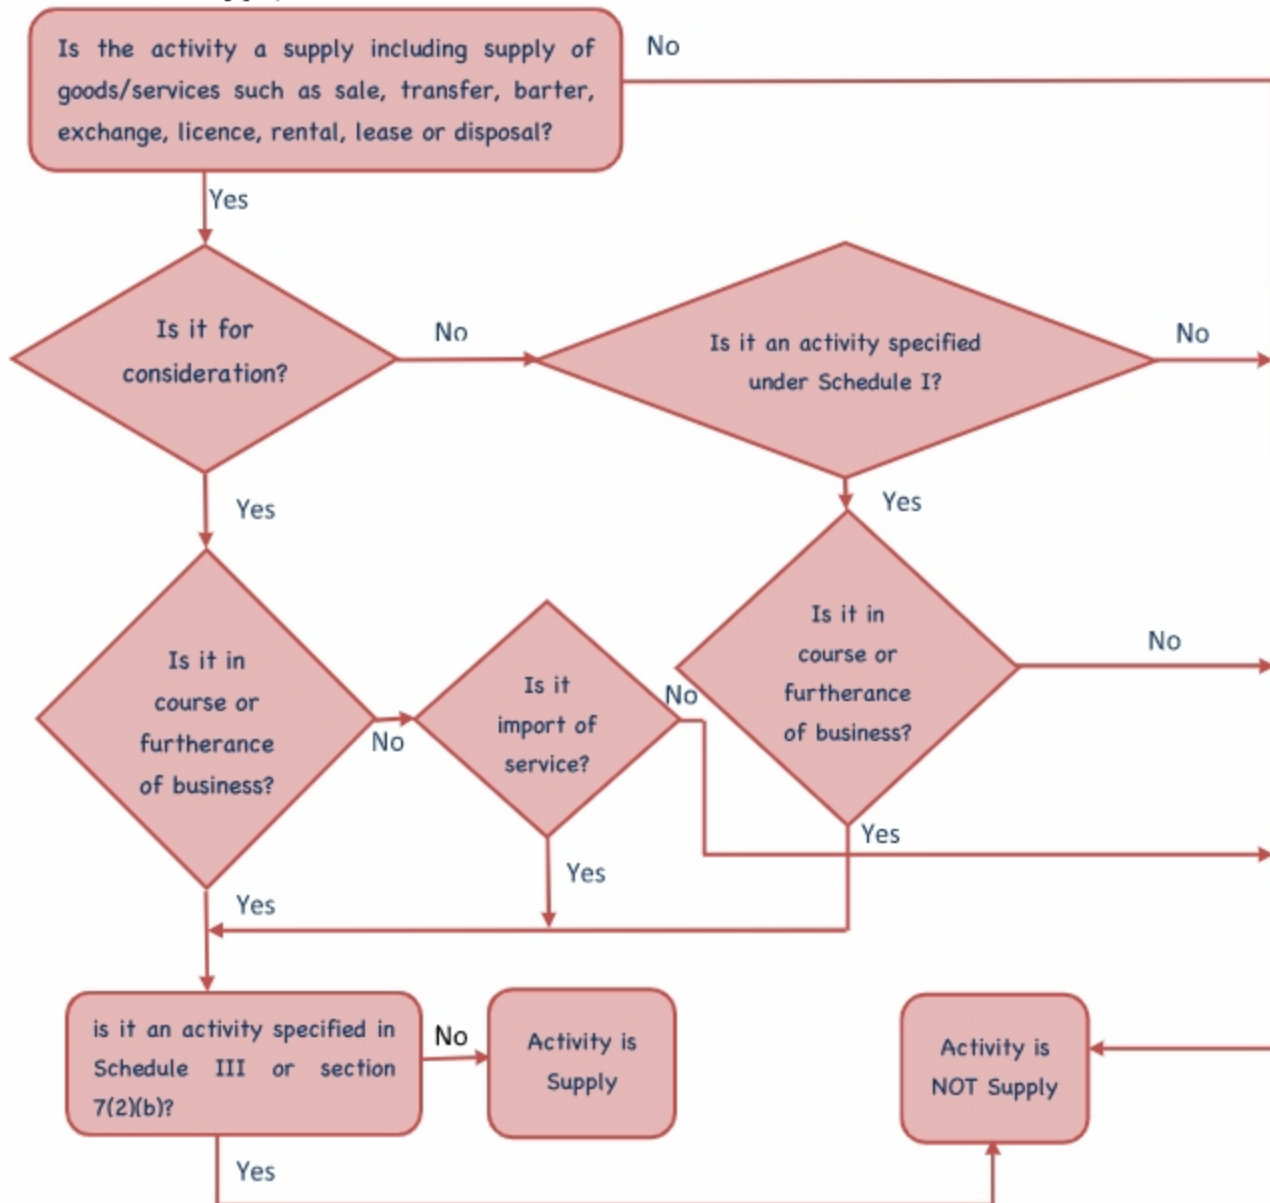 Is the activity a supply including supply of
goods/services such as sale, transfer, barter,
exchange, licence, rental, lease or disposal?
No
Yes
Is it for
consideration?
No
Is it an activity specified
under Schedule I?
No
Yes
Yes
Is it in
course or
furtherance
of business?
No
Is it
import of
service?
No
Is it in
course or
furtherance
of business?
No
Yes
Yes
Yes
is it an activity specified in
Schedule III or section
7(2)(b)?
No
Activity is
Supply
Activity is
NOT Supply
Yes